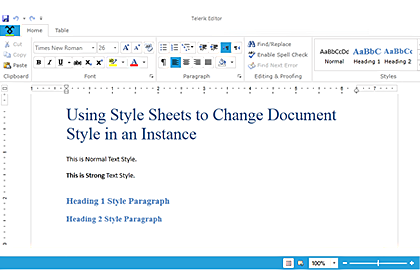 Telerik Editor
Home Table
Cut
Copy
Paste
Clipboard
Times New Roman 26
Font
Paragraph
Find/Replace
Enable Spell Check
Find Next Error
Editing & Proofing
AaBbCcDc AaBbC AaBbCc
Normal Heading 1 Heading 2
Styles
Using Style Sheets to Change Document
Style in an Instance
This is Normal Text Style.
This is Strong Text Style.
Heading 1 Style Paragraph
Heading 2 Style Paragraph
100%